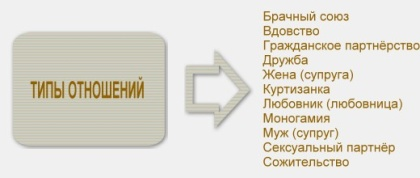 ТИПЫ ОТНОШЕНИЙ
Брачный союз
Вдовство
Гражданское партнёрство
Дружба
Жена (супруга)
Куртизанка
Любовник (любовница)
Моногамия
Муж (супруг)
Сексуальный партнёр
Сожительство